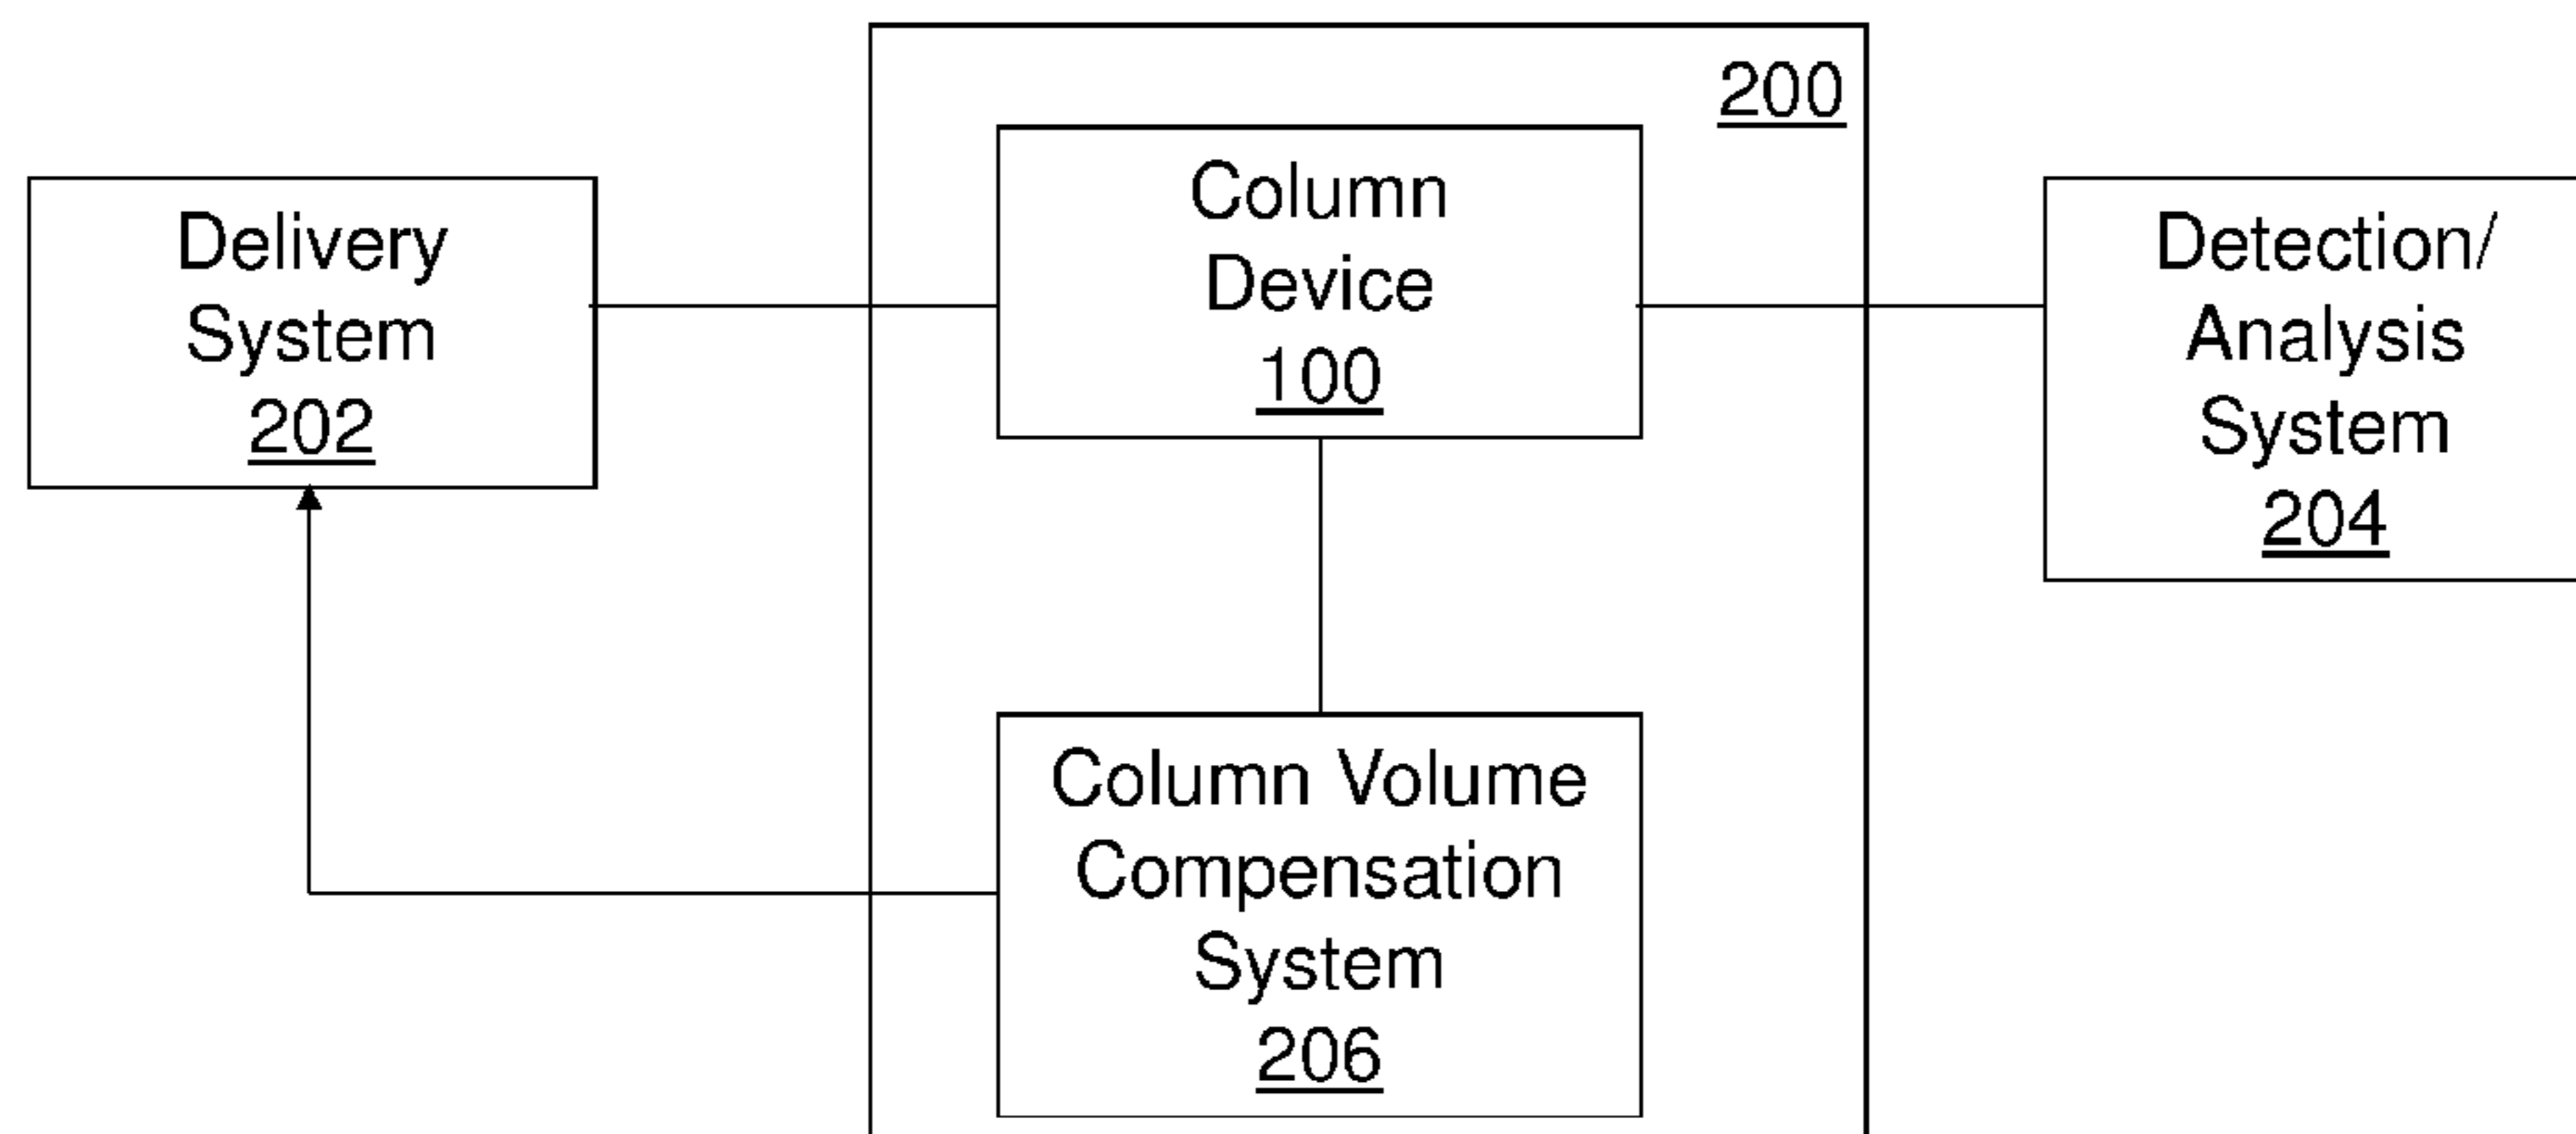 200
Delivery
System
202
Column
Device
100
Detection/
Analysis
System
204
Column Volume
Compensation
System
206